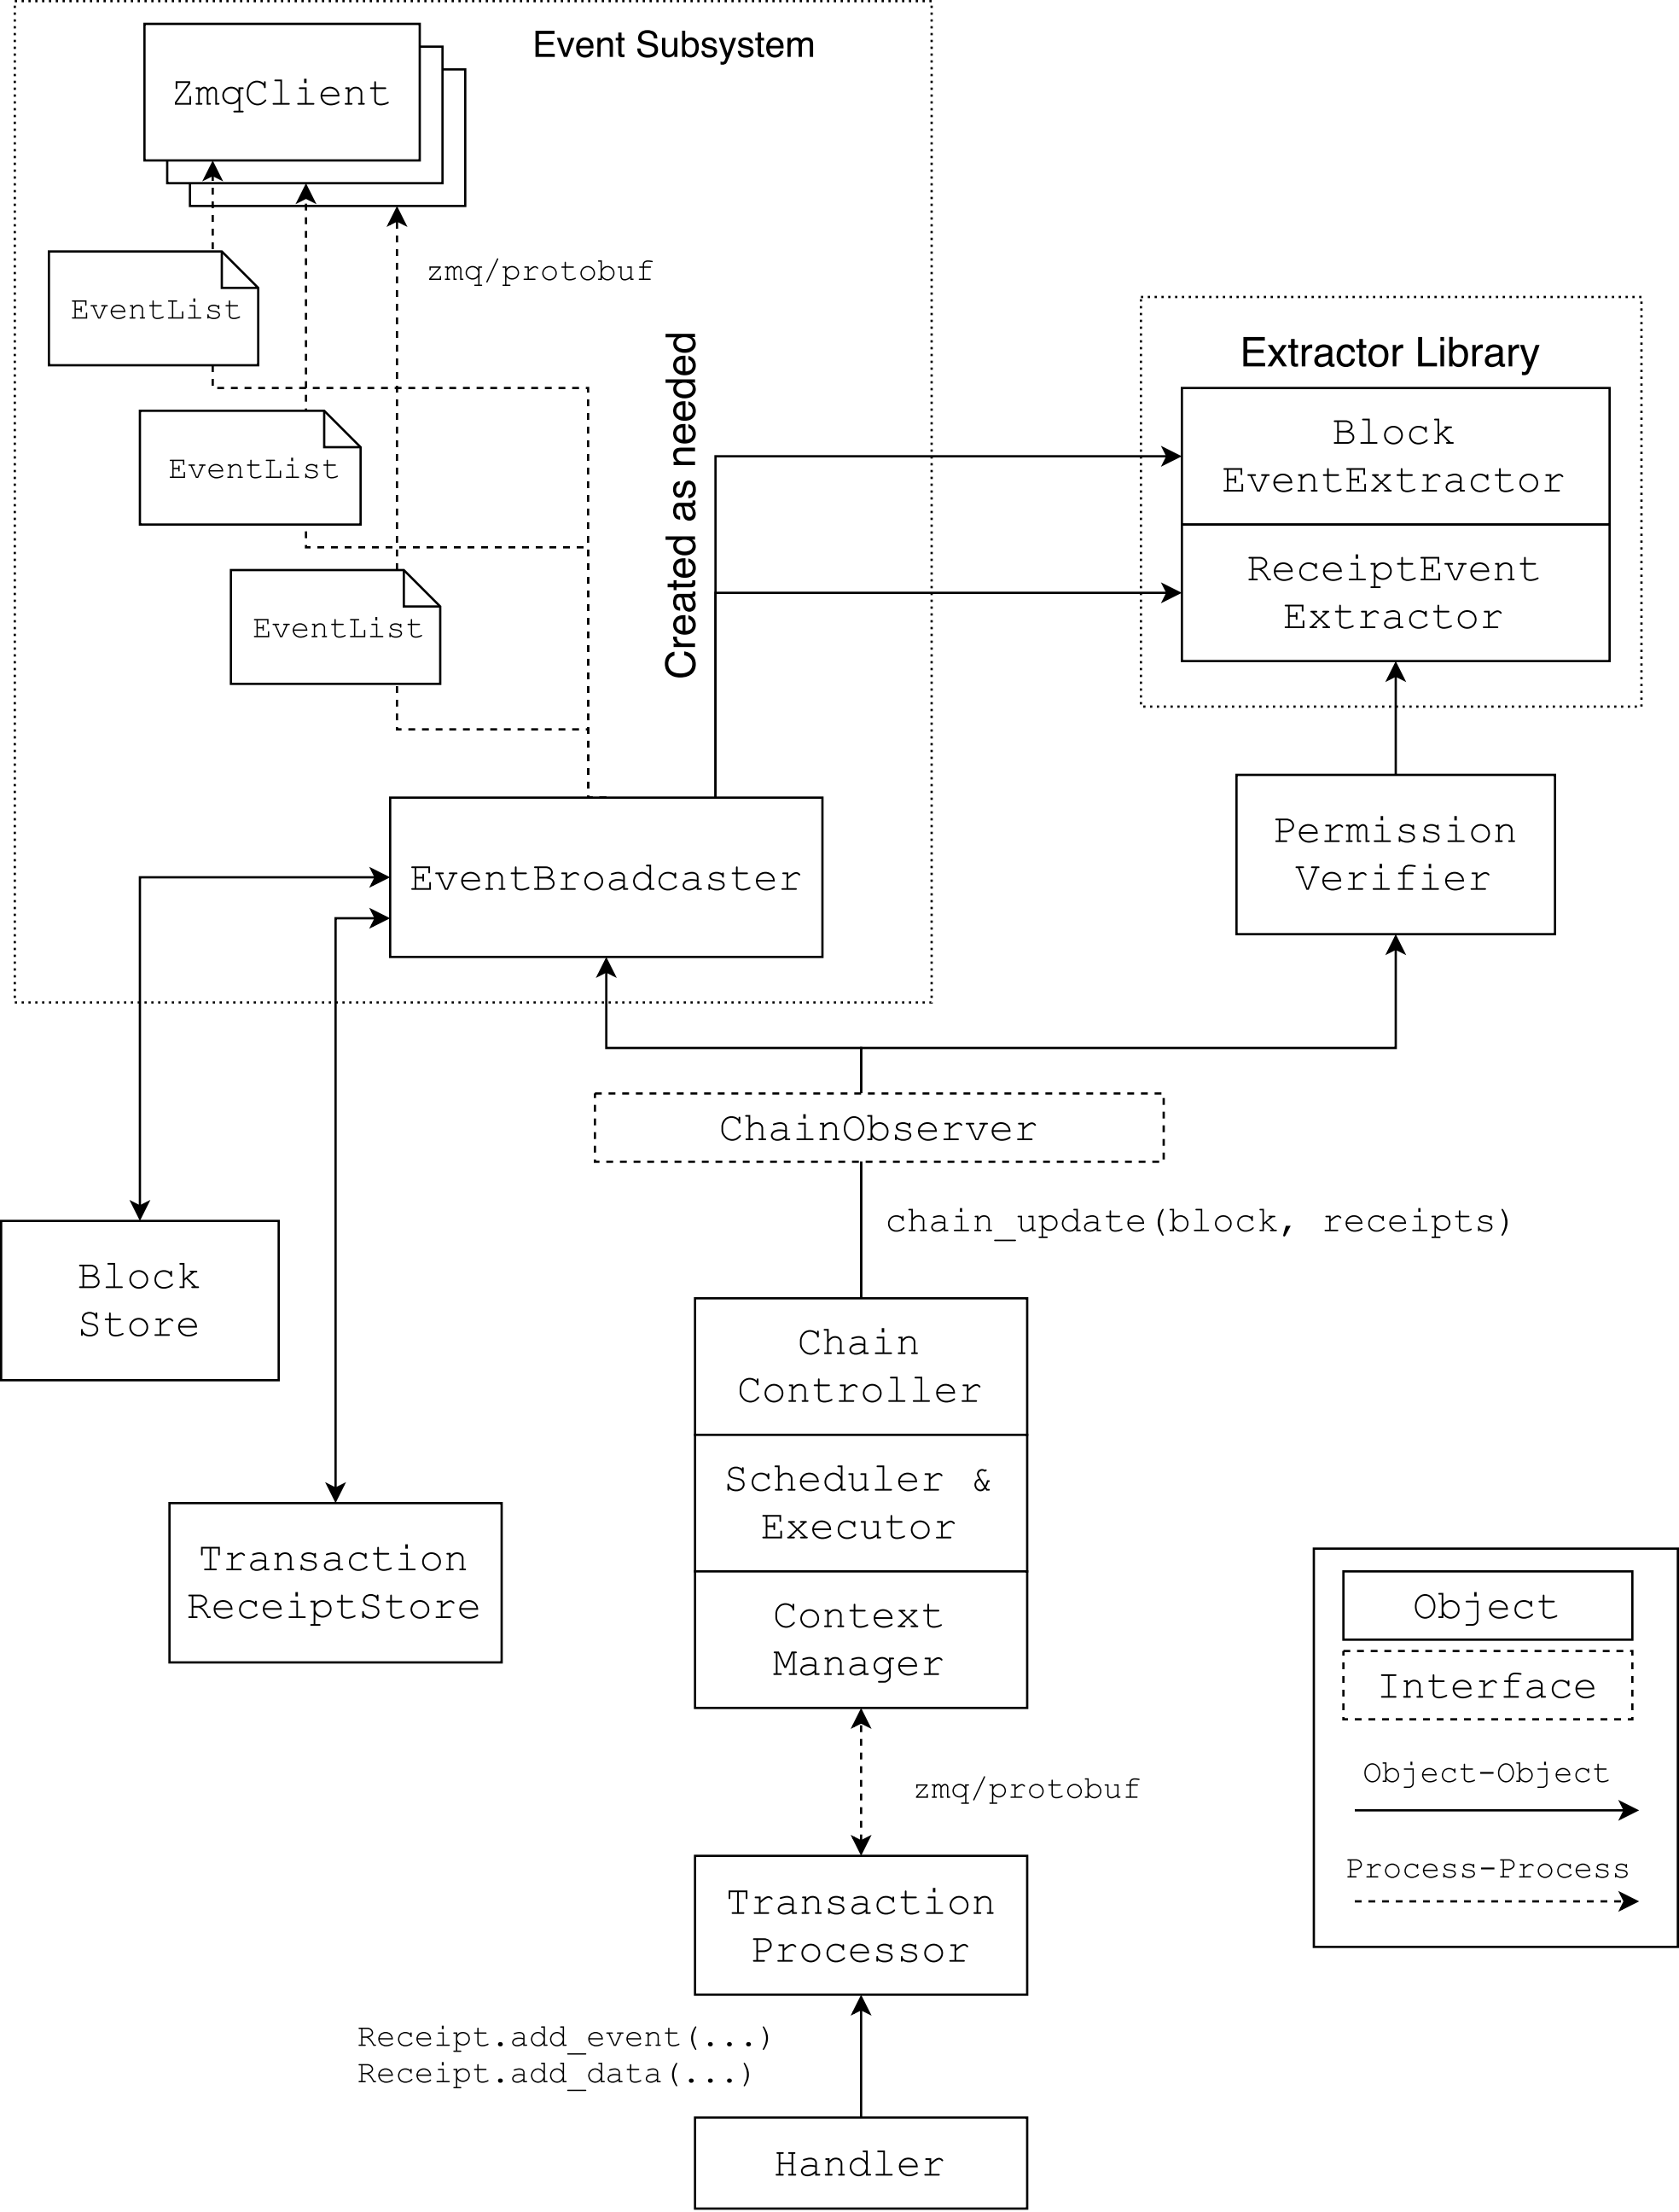 Event Subsystem
ZmqClient
zmq/protobuf
EventList
EventList
EventList
Created as needed
Extractor Library
Block
EventExtractor
ReceiptEvent
Extractor
Permission
Verifier
EventBroadcaster
ChainObserver
chain_update(block, receipts)
Block
Store
Chain
Controller
Scheduler &
Executor
Context
Manager
Transaction
ReceiptStore
zmq/protobuf
Transaction
Processor
Receipt.add_event(...)
Receipt.add_data(...)
Handler
Object
Interface
Object-Object
Process-Process